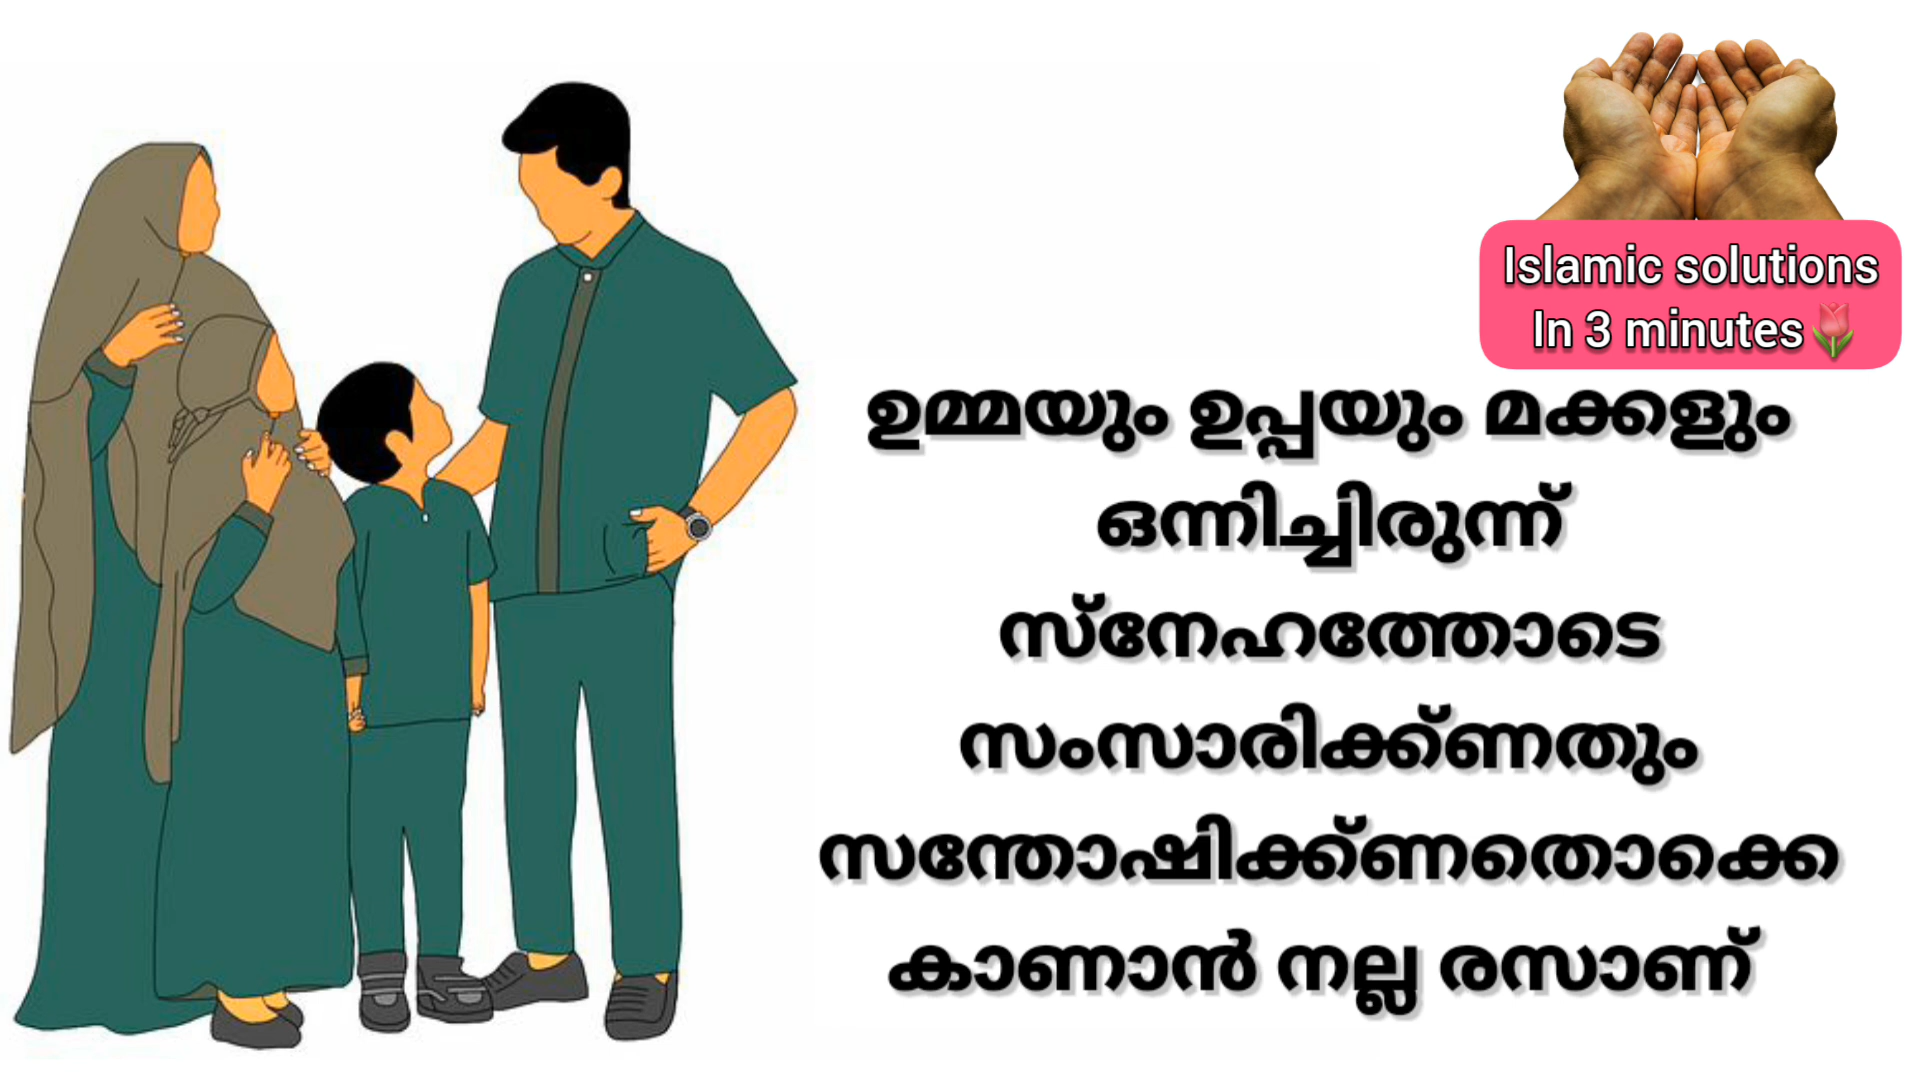 Islamic solutions
In 3 minutes🌷
ഉമ്മയും ഉപ്പയും മക്കളും
ഒന്നിച്ചിരുന്ന്
സ്നേഹത്തോടെ
സംസാരിക്ക്ണതും
സന്തോഷിക്ക്ണതൊക്കെ
കാണാൻ നല്ല രസാണ്